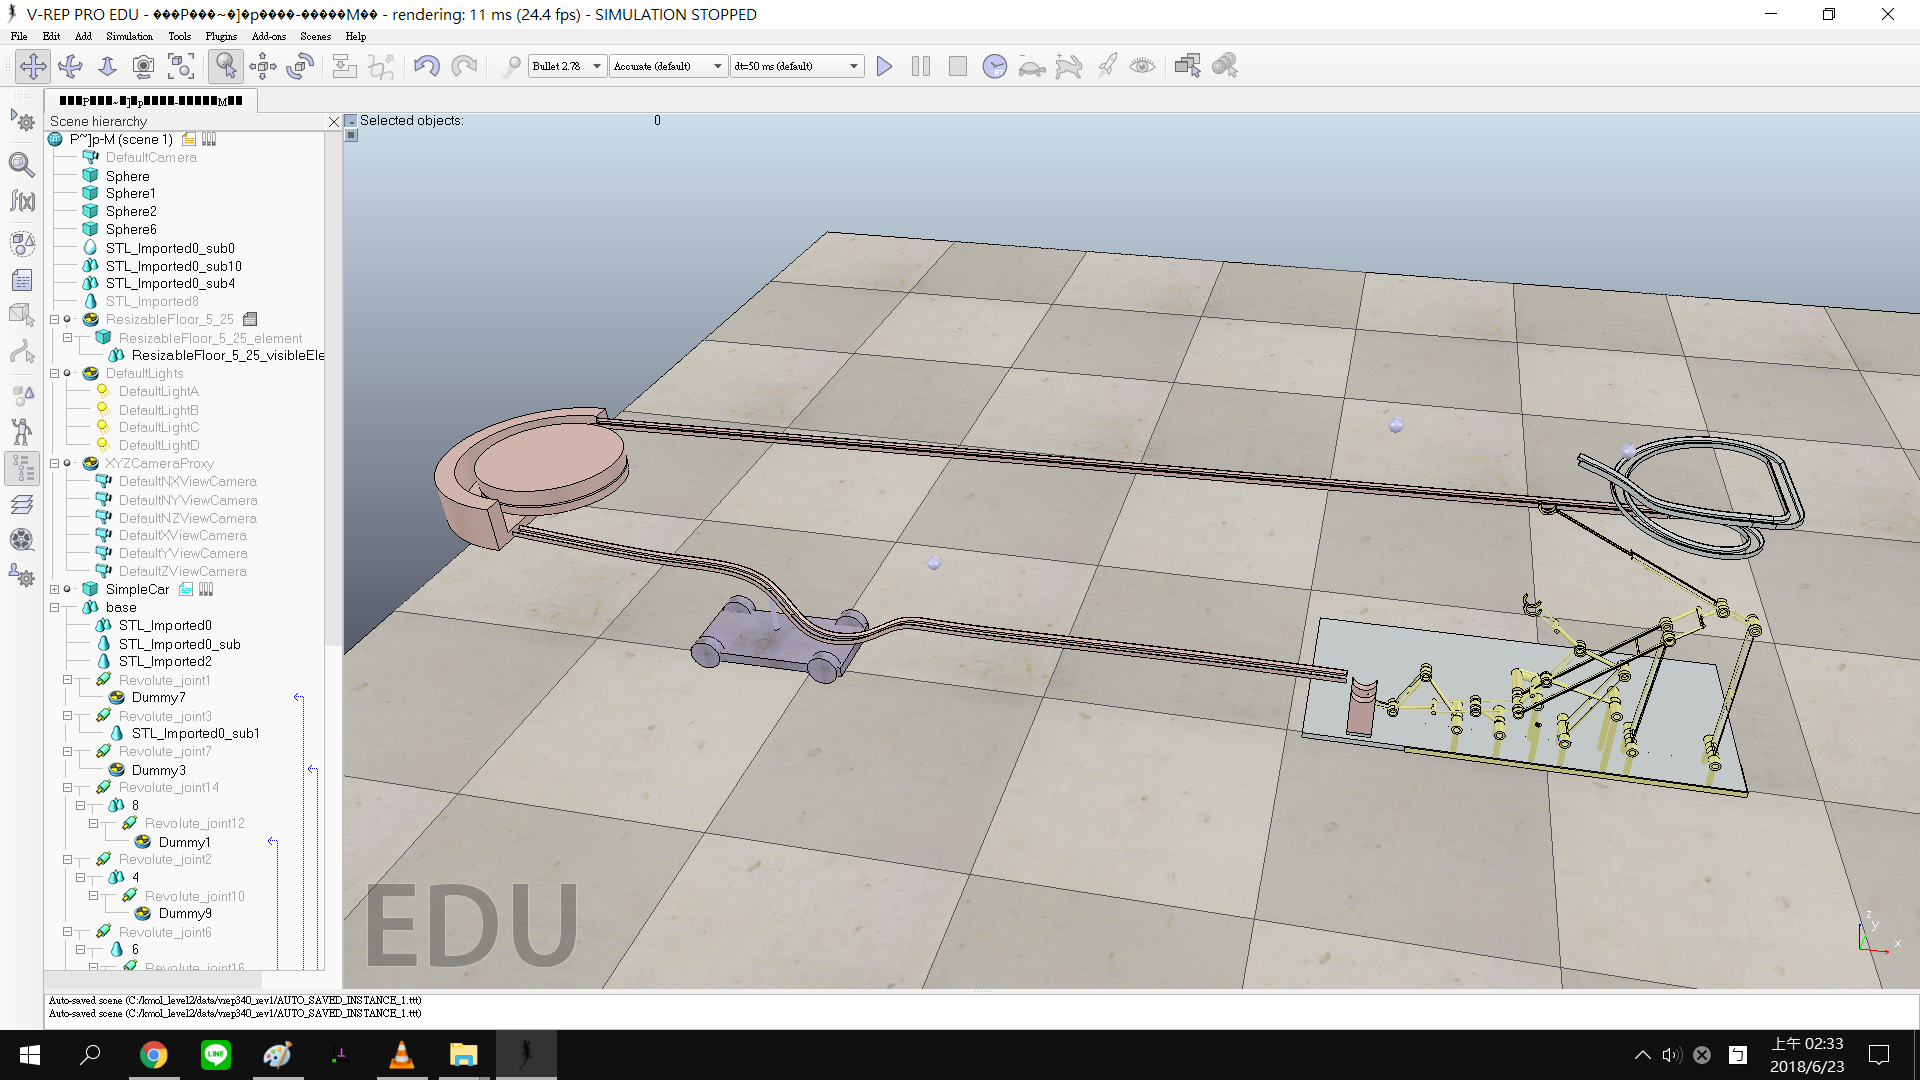 V-REP PRO EDU - ���P���~�]�p����-�����M�� - rendering: 11 ms (24.4 fps) - SIMULATION STOPPED
File Edit Add Simulation Tools Plugins Add-ons Scenes Help
Bullet 2.78 Accurate (default) dt=50 ms (default)
Scene hierarchy
Selected objects: 0
P~]p-M (scene 1)
DefaultCamera
Sphere
Sphere1
Sphere2
Sphere6
STL_Imported0_sub0
STL_Imported0_sub10
STL_Imported0_sub4
STL_Imported8
ResizableFloor_5_25
ResizableFloor_5_25_element
ResizableFloor_5_25_visibleEle
DefaultLights
DefaultLightA
DefaultLightB
DefaultLightC
DefaultLightD
XYZCameraProxy
DefaultNXViewCamera
DefaultNYViewCamera
DefaultNZViewCamera
DefaultXViewCamera
DefaultYViewCamera
DefaultZViewCamera
SimpleCar
base
STL_Imported0
STL_Imported0_sub
STL_Imported2
Revolute_joint1
Dummy7
Revolute_joint3
STL_Imported0_sub1
Revolute_joint7
Dummy3
Revolute_joint14
8
Revolute_joint12
Dummy1
Revolute_joint2
4
Revolute_joint10
Dummy9
Revolute_joint6
6
Revolute_joint16
EDU
z
y
x
Auto-saved scene (C:/kmol_level2/data/vrep340_rev1/AUTO_SAVED_INSTANCE_1.ttt)
Auto-saved scene (C:/kmol_level2/data/vrep340_rev1/AUTO_SAVED_INSTANCE_1.ttt)
LINE
上午 02:33
2018/6/23